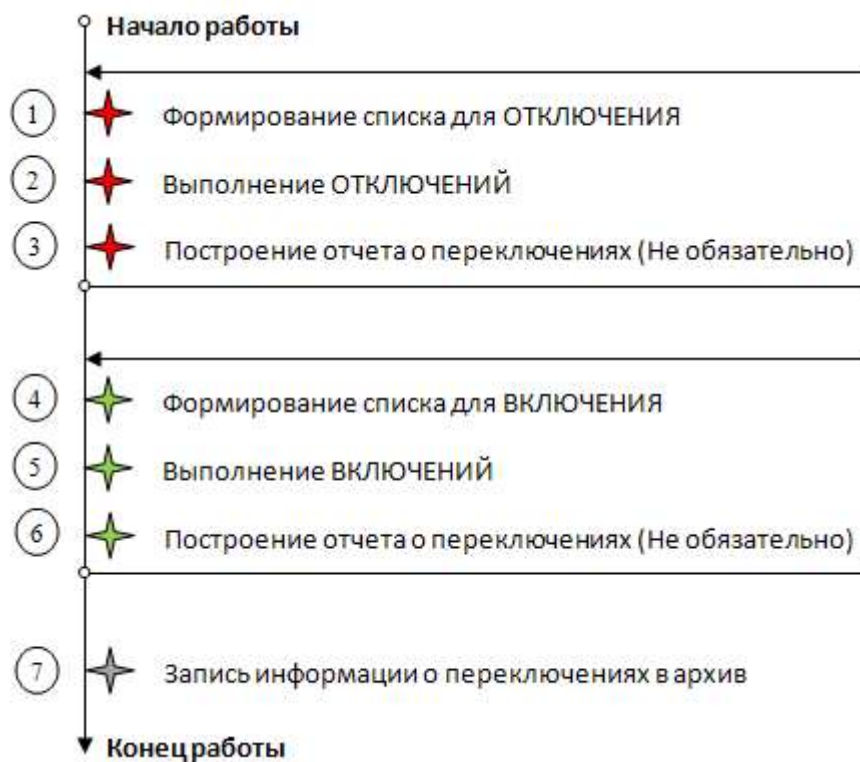 Начало работы
1 Формирование списка для ОТКЛЮЧЕНИЯ
2 Выполнение ОТКЛЮЧЕНИЙ
3 Построение отчета о переключениях (Не обязательно)
4 Формирование списка для ВКЛЮЧЕНИЯ
5 Выполнение ВКЛЮЧЕНИЙ
6 Построение отчета о переключениях (Не обязательно)
7 Запись информации о переключениях в архив
Конец работы